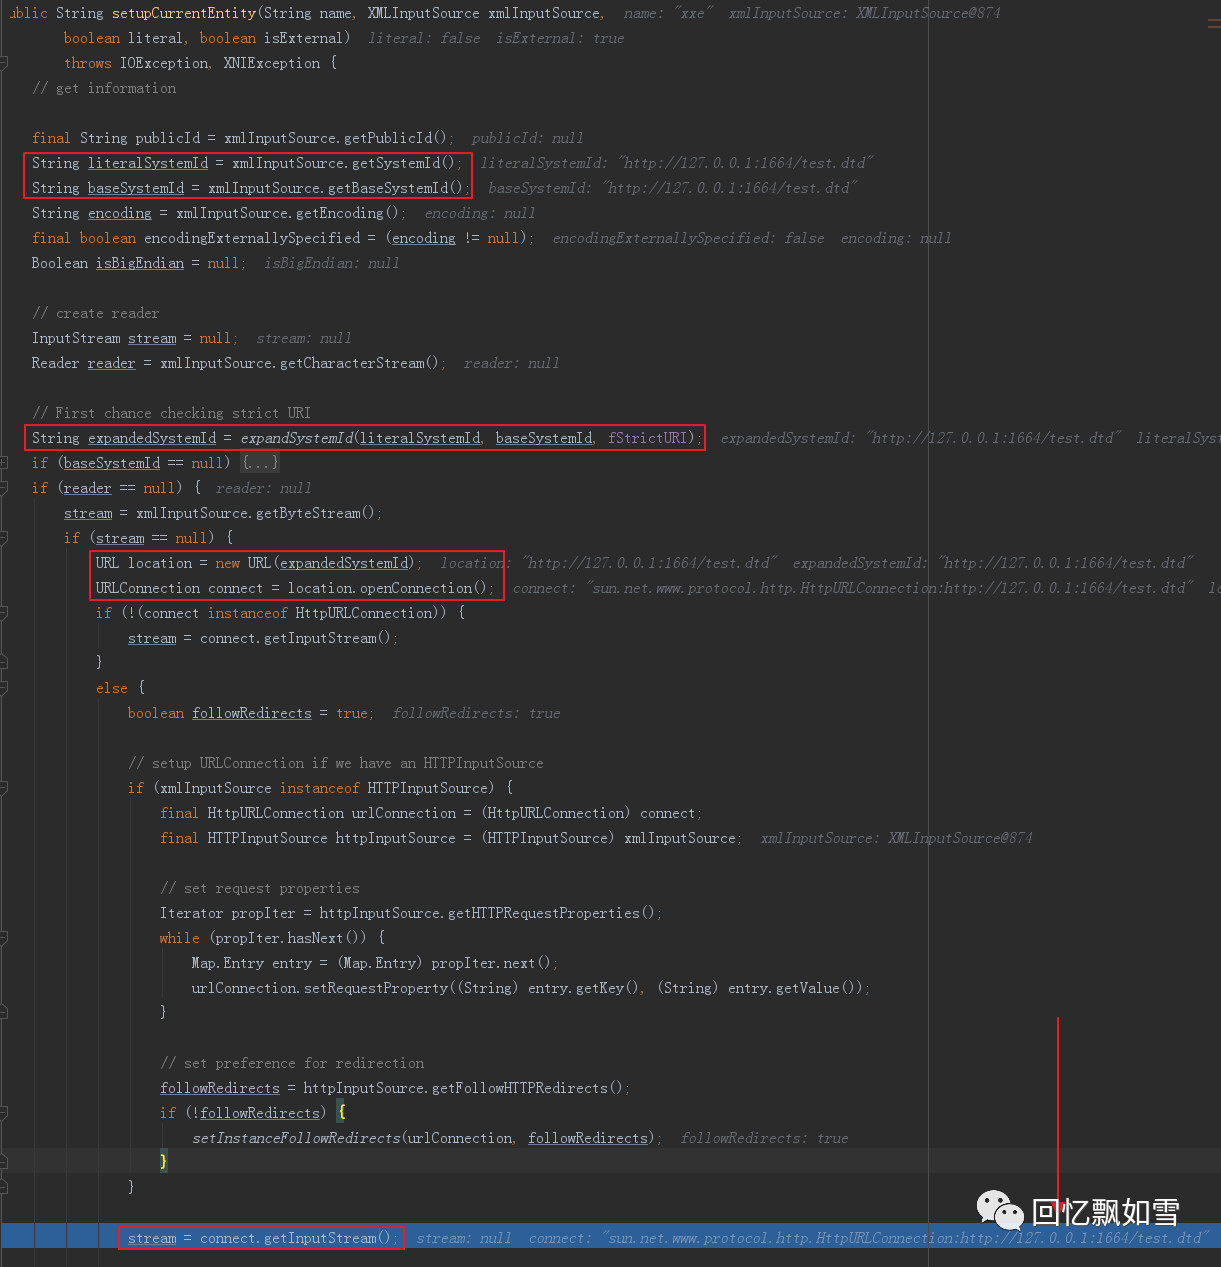 ublic String setupCurrentEntity(String name, XMLInputSource xmlInputSource,  name: "xxe"  xmlInputSource: XMLInputSource@874
boolean literal, boolean isExternal)  literal: false  isExternal: true
throws IOException, XNIException {
// get information
final String publicId = xmlInputSource.getPublicId();  publicId: null
String literalSystemId = xmlInputSource.getSystemId();  literalSystemId: "http://127.0.0.1:1664/test.dtd"
String baseSystemId = xmlInputSource.getBaseSystemId();  baseSystemId: "http://127.0.0.1:1664/test.dtd"
String encoding = xmlInputSource.getEncoding();  encoding: null
final boolean encodingExternallySpecified = (encoding != null);  encodingExternallySpecified: false  encoding: null
Boolean isBigEndian = null;  isBigEndian: null
// create reader
InputStream stream = null;  stream: null
Reader reader = xmlInputSource.getCharacterStream();  reader: null
// First chance checking strict URI
String expandedSystemId = expandSystemId(literalSystemId, baseSystemId, fStrictURI);  expandedSystemId: "http://127.0.0.1:1664/test.dtd"  literalSyst
if (baseSystemId == null) {...}
if (reader == null) {  reader: null
stream = xmlInputSource.getByteStream();
if (stream == null) {
URL location = new URL(expandedSystemId);  location: "http://127.0.0.1:1664/test.dtd"  expandedSystemId: "http://127.0.0.1:1664/test.dtd"
URLConnection connect = location.openConnection();  connect: "sun.net.www.protocol.http.HttpURLConnection:http://127.0.0.1:1664/test.dtd"  lo
if (!(connect instanceof HttpURLConnection)) {
stream = connect.getInputStream();
}
else {
boolean followRedirects = true;  followRedirects: true
// setup URLConnection if we have an HTTPInputSource
if (xmlInputSource instanceof HTTPInputSource) {
final HttpURLConnection urlConnection = (HttpURLConnection) connect;
final HTTPInputSource httpInputSource = (HTTPInputSource) xmlInputSource;  xmlInputSource: XMLInputSource@874
// set request properties
Iterator propIter = httpInputSource.getHTTPRequestProperties();
while (propIter.hasNext()) {
Map.Entry entry = (Map.Entry) propIter.next();
urlConnection.setRequestProperty((String) entry.getKey(), (String) entry.getValue());
}
// set preference for redirection
followRedirects = httpInputSource.getFollowHTTPRedirects();
if (!followRedirects) {
setInstanceFollowRedirects(urlConnection, followRedirects);  followRedirects: true
}
}
回忆飘如雪
stream = connect.getInputStream();  stream: null  connect: "sun.net.www.protocol.http.HttpURLConnection:http://127.0.0.1:1664/test.dtd"